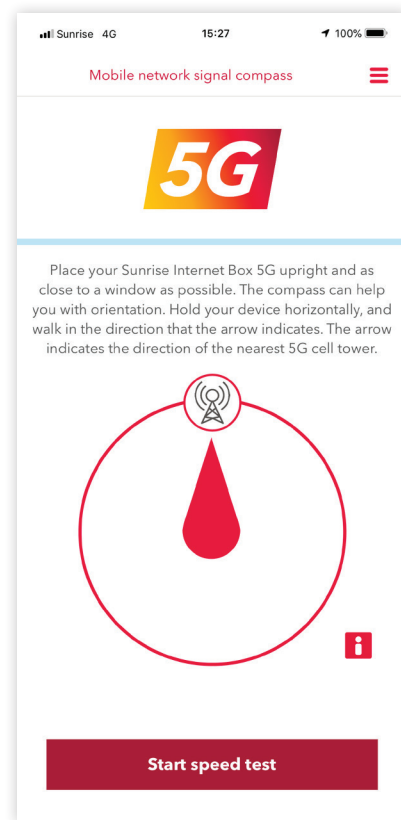 Sunrise 4G 15:27 100%
Mobile network signal compass
5G
Place your Sunrise Internet Box 5G upright and as
close to a window as possible. The compass can help
you with orientation. Hold your device horizontally, and
walk in the direction that the arrow indicates. The arrow
indicates the direction of the nearest 5G cell tower.
i
Start speed test